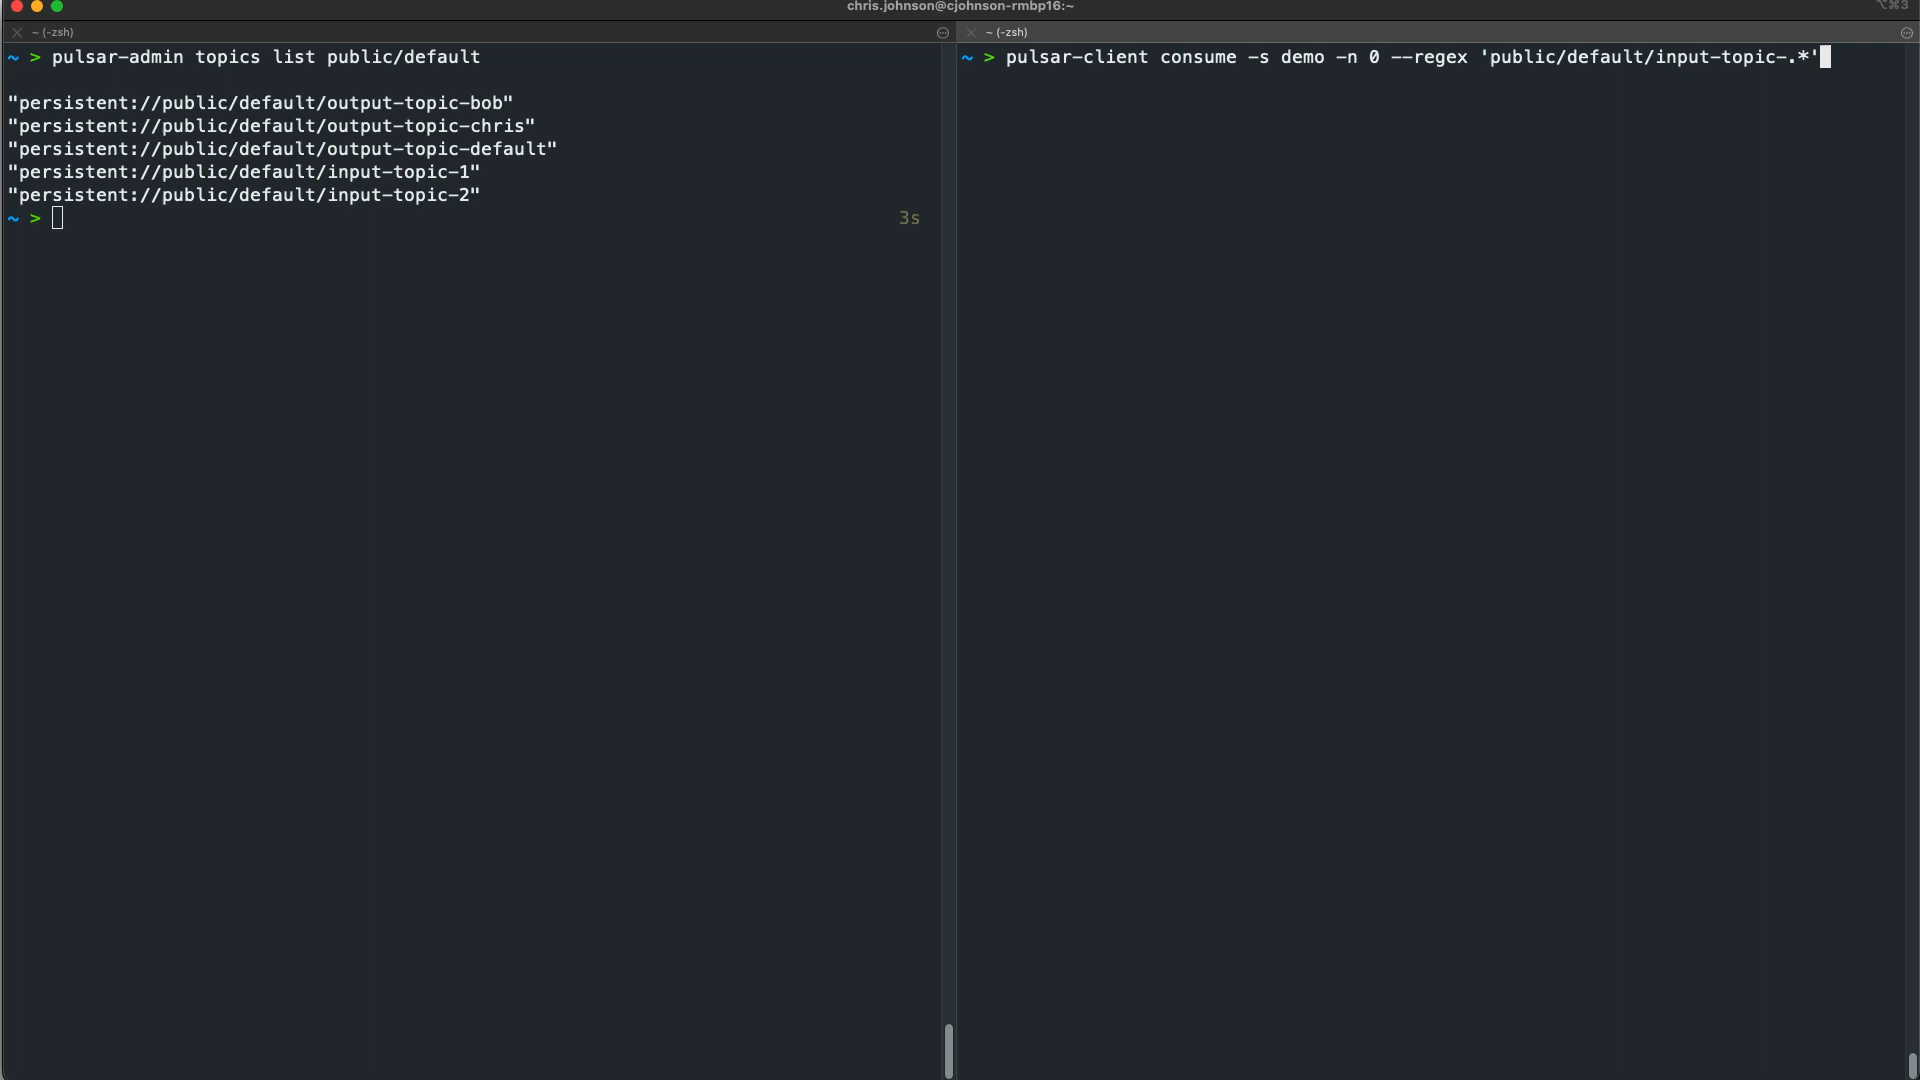 chris.johnson@cjohnson-rmbp16:~
⌥⌘3
~ (-zsh)
~ > pulsar-admin topics list public/default
"persistent://public/default/output-topic-bob"
"persistent://public/default/output-topic-chris"
"persistent://public/default/output-topic-default"
"persistent://public/default/input-topic-1"
"persistent://public/default/input-topic-2"
~ >
3s
~ (-zsh)
~ > pulsar-client consume -s demo -n 0 --regex 'public/default/input-topic-.*'